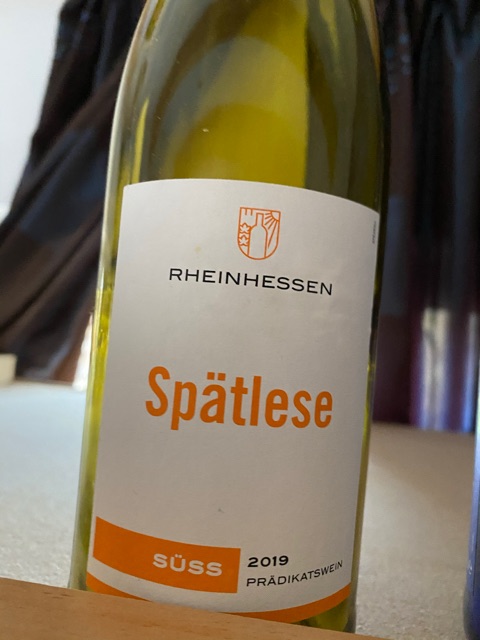 RHEINHESSEN
Spätlese
SÜSS 2019
PRÄDIKATSWEIN